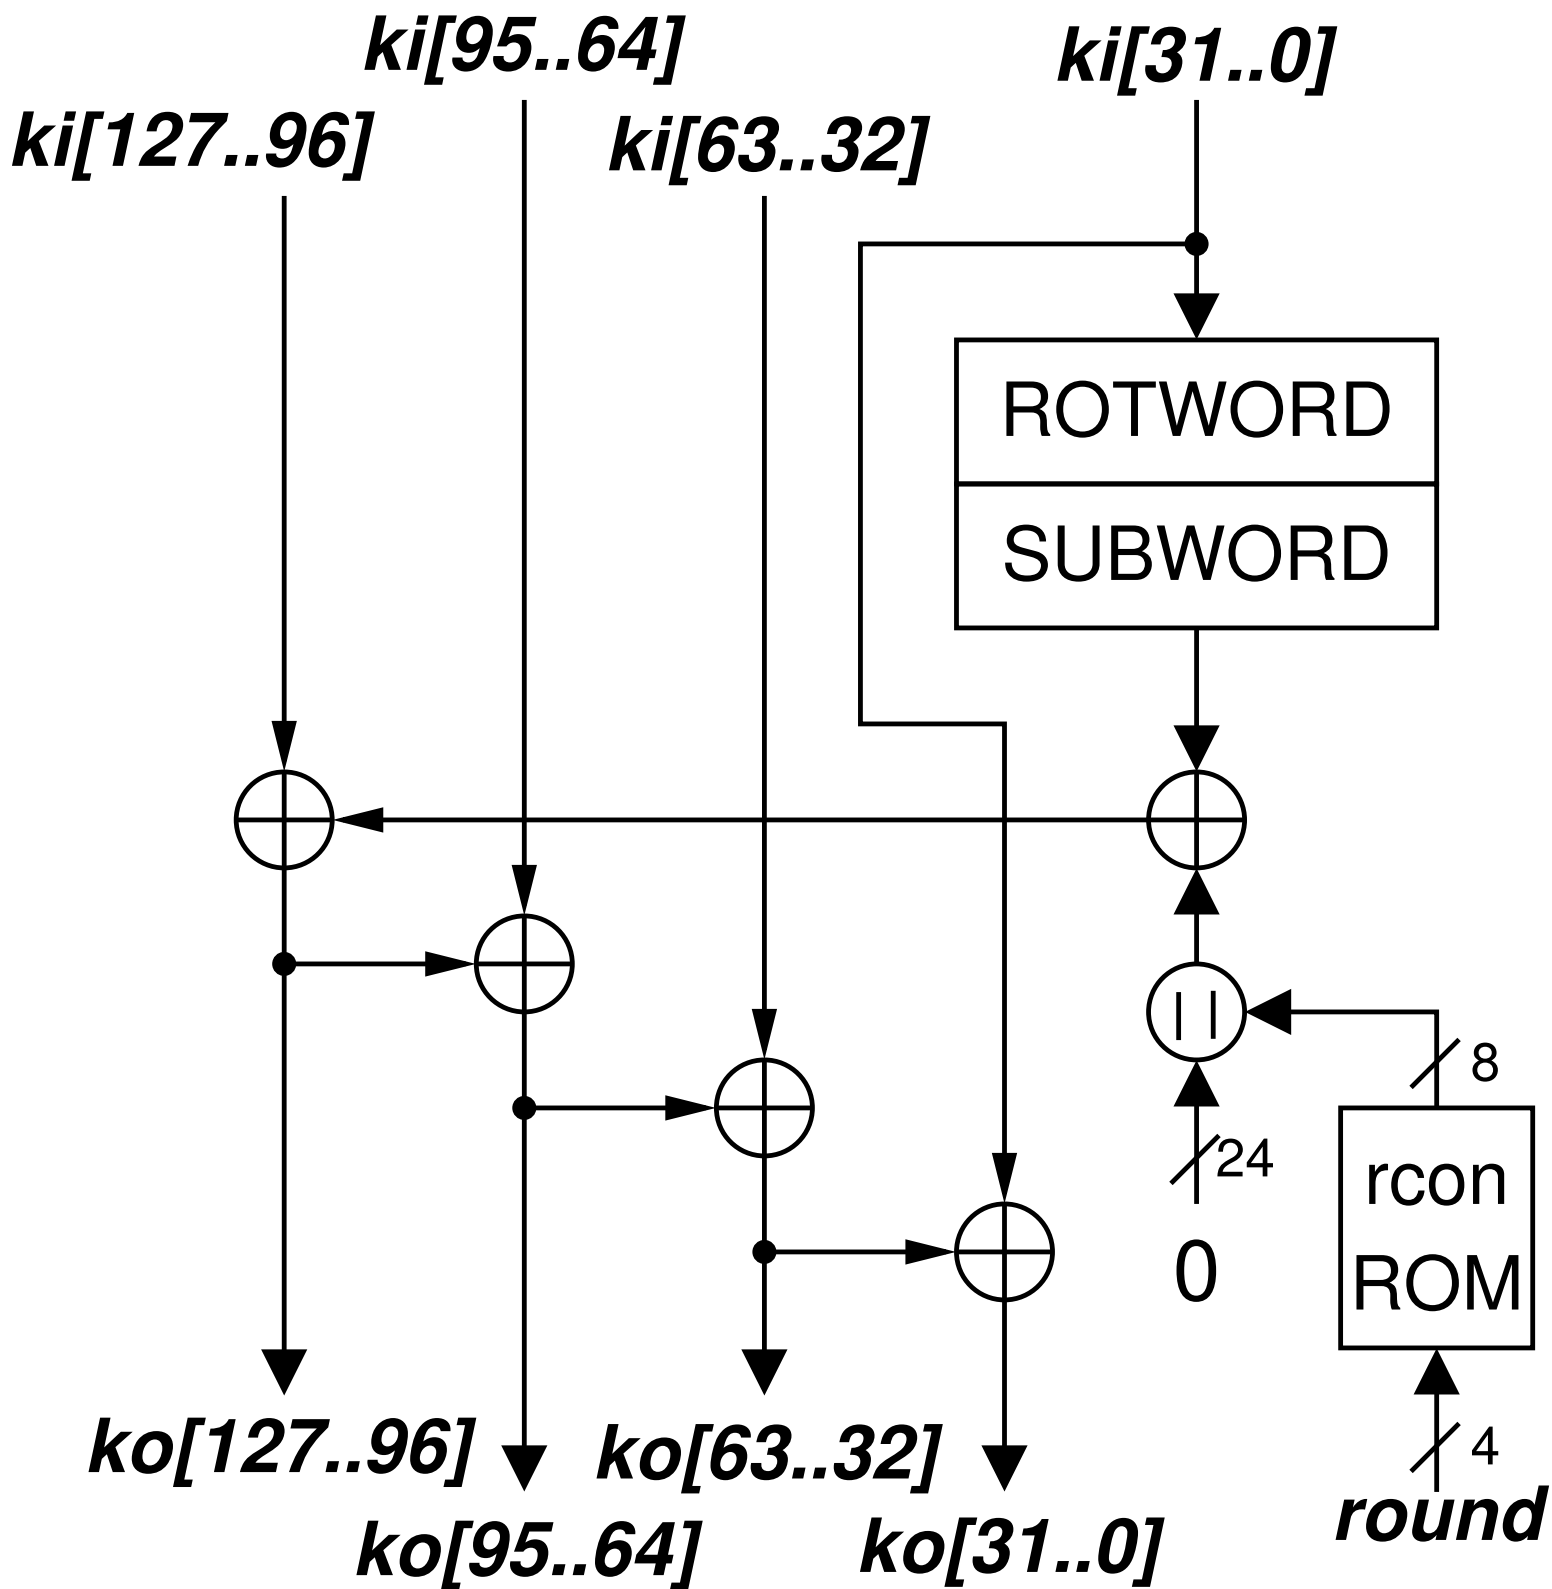 ki[95..64]
ki[31..0]
ki[127..96]
ki[63..32]
ROTWORD
SUBWORD
||
8
24
rcon
ROM
0
4
ko[127..96]
ko[63..32]
round
ko[95..64]
ko[31..0]